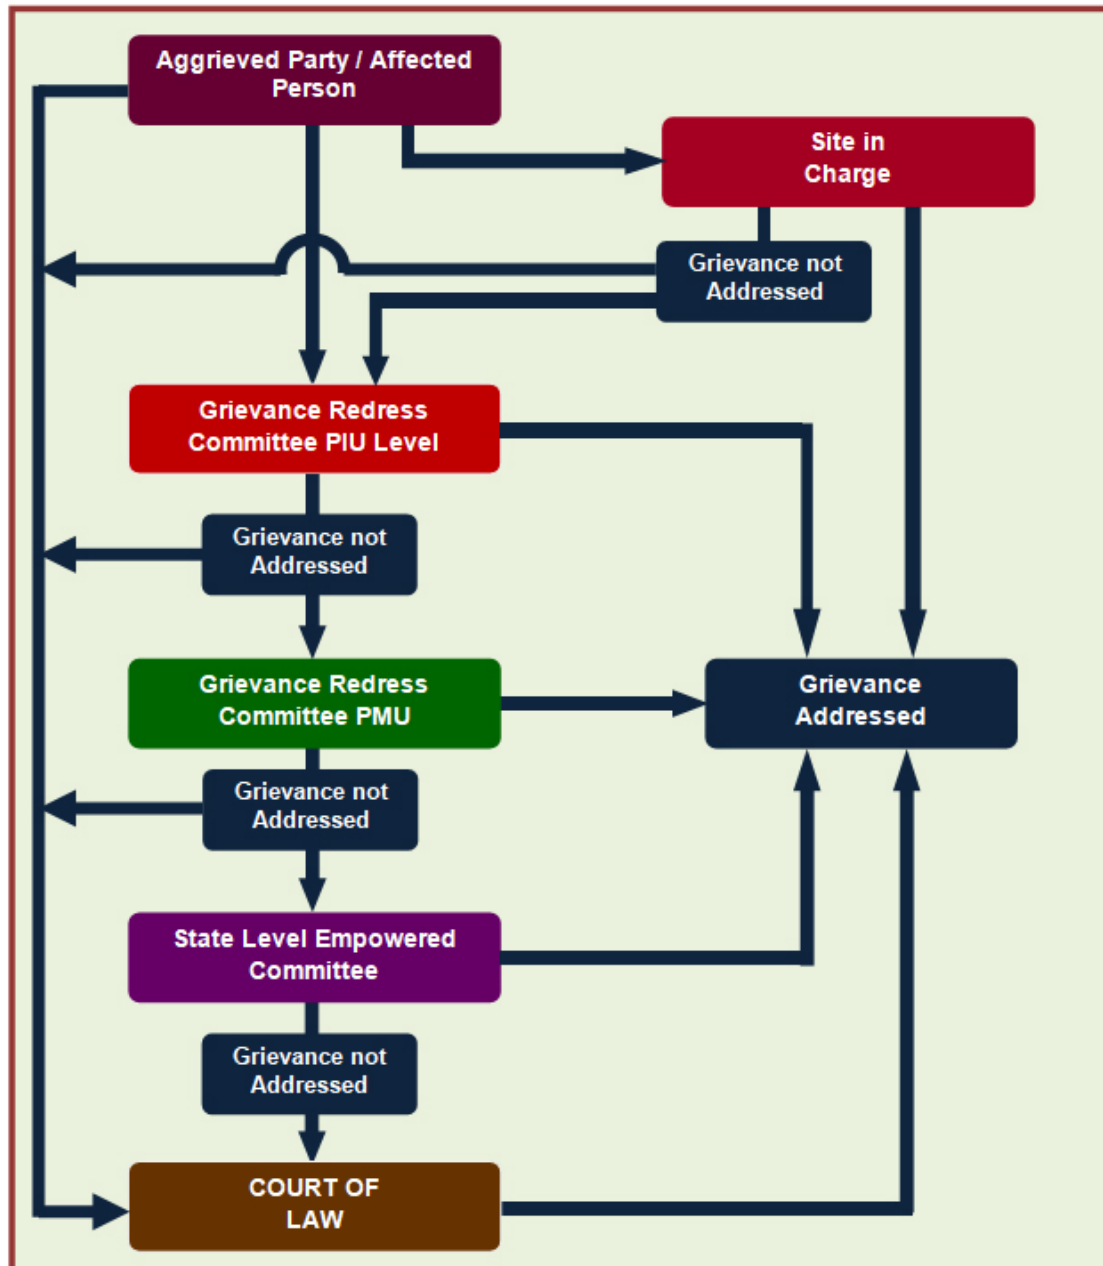 Aggrieved Party / Affected
Person
Site in
Charge
Grievance not
Addressed
Grievance Redress
Committee PIU Level
Grievance not
Addressed
Grievance Redress
Committee PMU
Grievance
Addressed
Grievance not
Addressed
State Level Empowered
Committee
Grievance not
Addressed
COURT OF
LAW